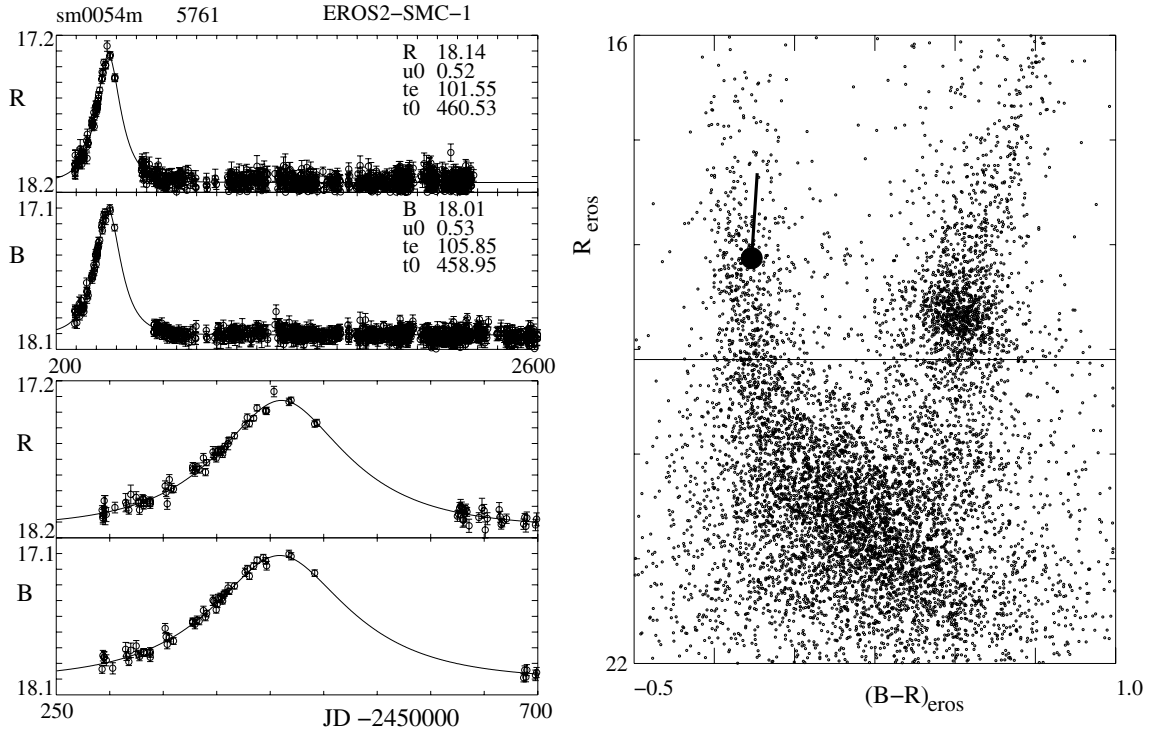 sm0054m 5761 EROS2−SMC−1
17.2
R
18.2
R 18.14
u0 0.52
te 101.55
t0 460.53
17.1
B
18.1
B 18.01
u0 0.53
te 105.85
t0 458.95
200 2600
17.2
R
18.2
17.1
B
18.1
250 700
JD −2450000
16
R eros
22
−0.5 1.0
(B−R)eros